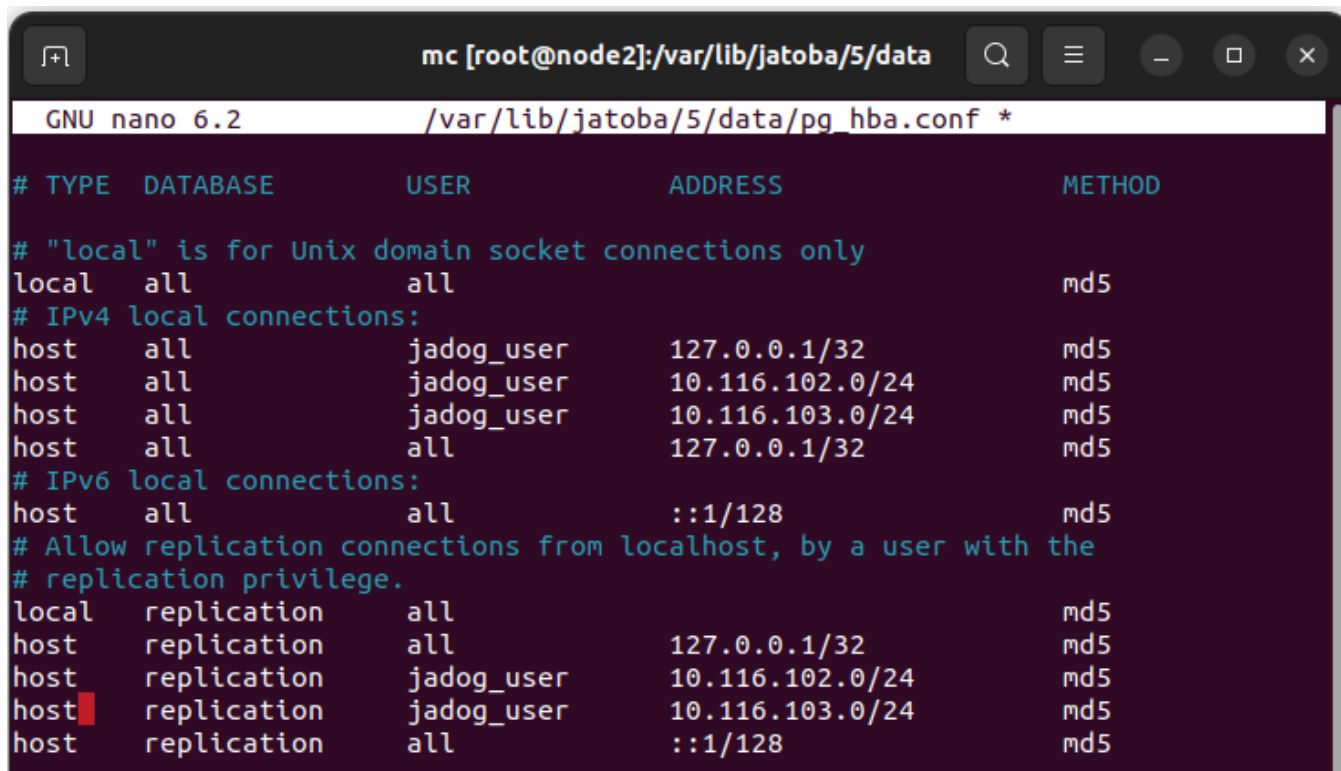 mc [root@node2]:/var/lib/jatoba/5/data
GNU nano 6.2 /var/lib/jatoba/5/data/pg_hba.conf *
# TYPE DATABASE USER ADDRESS METHOD
# "local" is for Unix domain socket connections only
local all all md5
# IPv4 local connections:
host all jadog_user 127.0.0.1/32 md5
host all jadog_user 10.116.102.0/24 md5
host all jadog_user 10.116.103.0/24 md5
host all all 127.0.0.1/32 md5
# IPv6 local connections:
host all all ::1/128 md5
# Allow replication connections from localhost, by a user with the
# replication privilege.
local replication all md5
host replication all 127.0.0.1/32 md5
host replication jadog_user 10.116.102.0/24 md5
host replication jadog_user 10.116.103.0/24 md5
host replication all ::1/128 md5